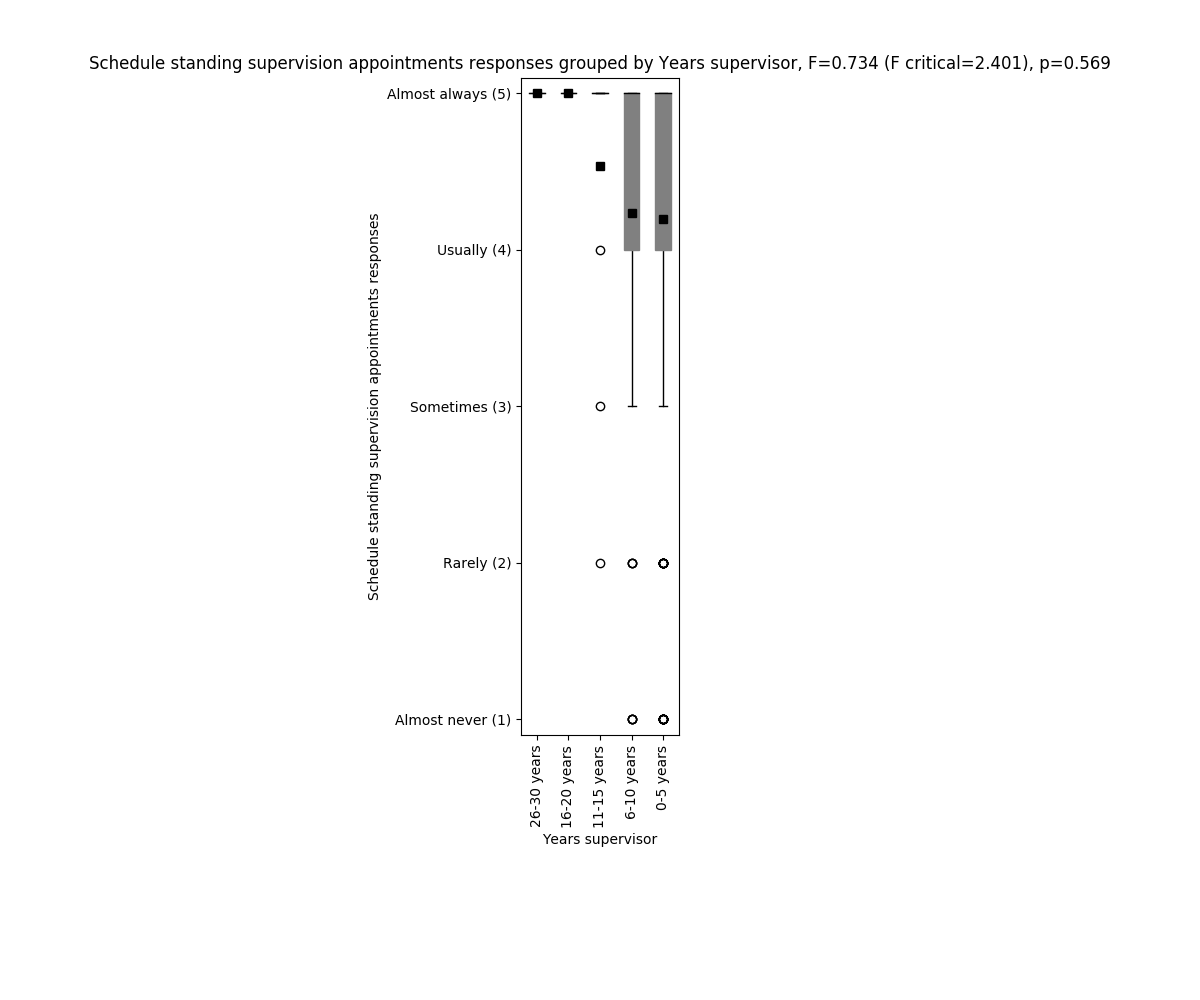 Schedule standing supervision appointments responses grouped by Years supervisor, F=0.734 (F critical=2.401), p=0.569
Schedule standing supervision appointments responses
Almost always (5)
Usually (4)
Sometimes (3)
Rarely (2)
Almost never (1)
26-30 years
16-20 years
11-15 years
6-10 years
0-5 years
Years supervisor